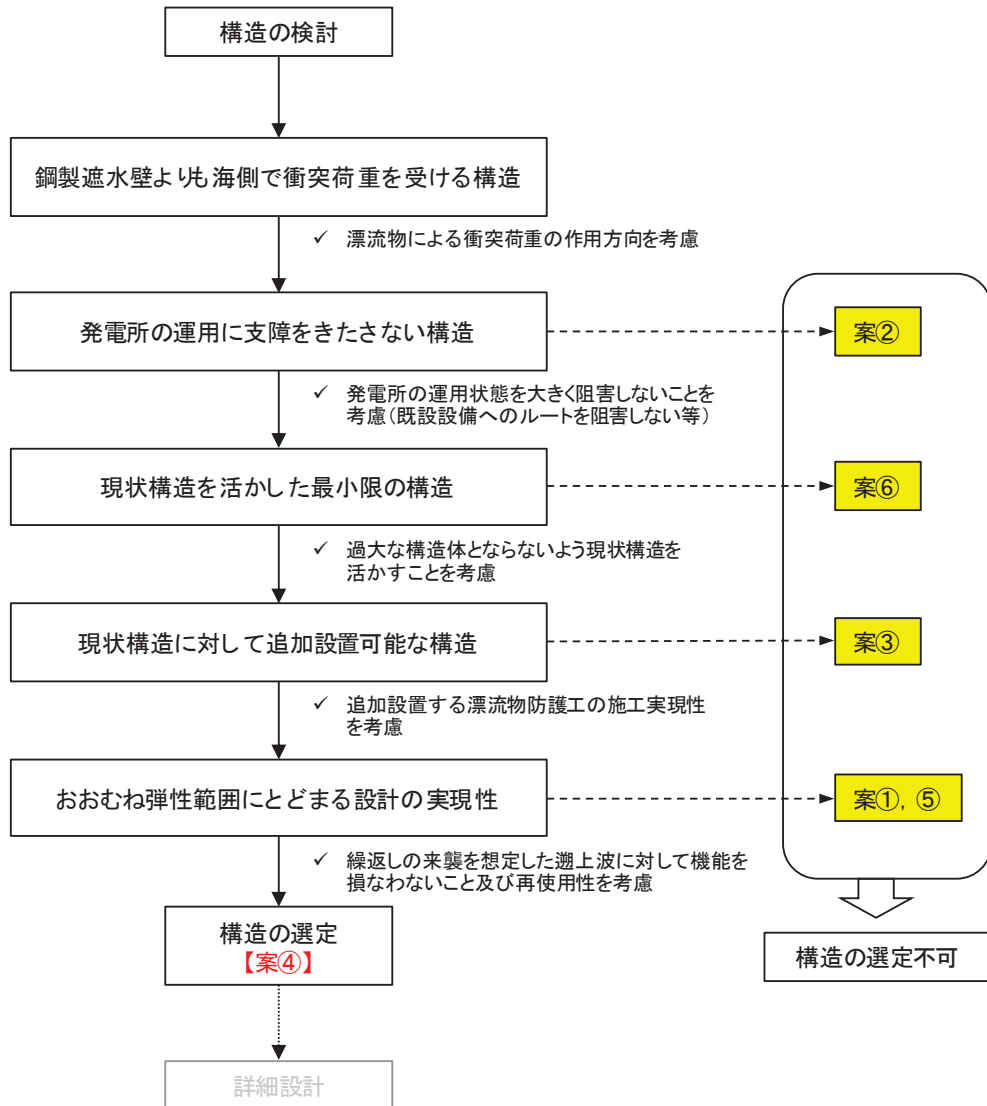 構造の検討
鋼製遮水壁よりも海側で衝突荷重を受ける構造
✓ 漂流物による衝突荷重の作用方向を考慮
発電所の運用に支障をきたさない構造
案②
✓ 発電所の運用状態を大きく阻害しないことを
考慮（既設設備へのルートを阻害しない等）
現状構造を活かした最小限の構造
案⑥
✓ 過大な構造体とならないよう現状構造を
活かすことを考慮
現状構造に対して追加設置可能な構造
案③
✓ 追加設置する漂流物防護工の施工実現性
を考慮
おおむね弾性範囲にとどまる設計の実現性
案①，⑤
✓ 繰返しの来襲を想定した遡上波に対して機能を
損なわないこと及び再使用性を考慮
構造の選定
【案④】
構造の選定不可
詳細設計